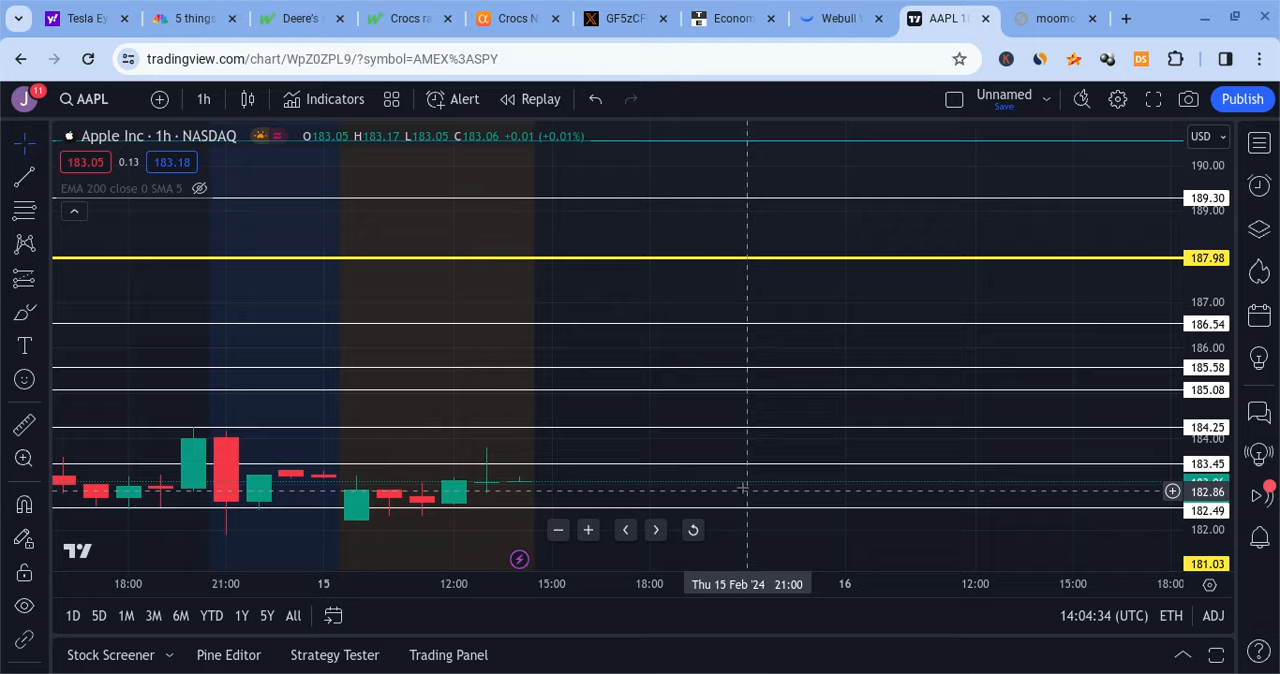 Tesla Ey
5 things
Deere's
Crocs ra
Crocs N
GF5zCF
Econom
Webull V
AAPL 18
moomo
tradingview.com/chart/WpZ0ZPL9/?symbol=AMEX%3ASPY
K
DS
J
11
AAPL
1h
Indicators
Alert
Replay
Unnamed
Save
Publish
Apple Inc · 1h · NASDAQ
O183.05 H183.17 L183.05 C183.06 +0.01 (+0.01%)
USD
183.05
0.13
183.18
EMA 200 close 0 SMA 5
190.00
189.30
189.00
187.98
187.00
186.54
186.00
185.58
185.08
184.25
184.00
183.45
182.86
182.49
182.00
181.03
18:00
21:00
15
12:00
15:00
18:00
Thu 15 Feb '24 21:00
16
12:00
15:00
18:00
1D
5D
1M
3M
6M
YTD
1Y
5Y
All
14:04:34 (UTC)
ETH
ADJ
Stock Screener
Pine Editor
Strategy Tester
Trading Panel